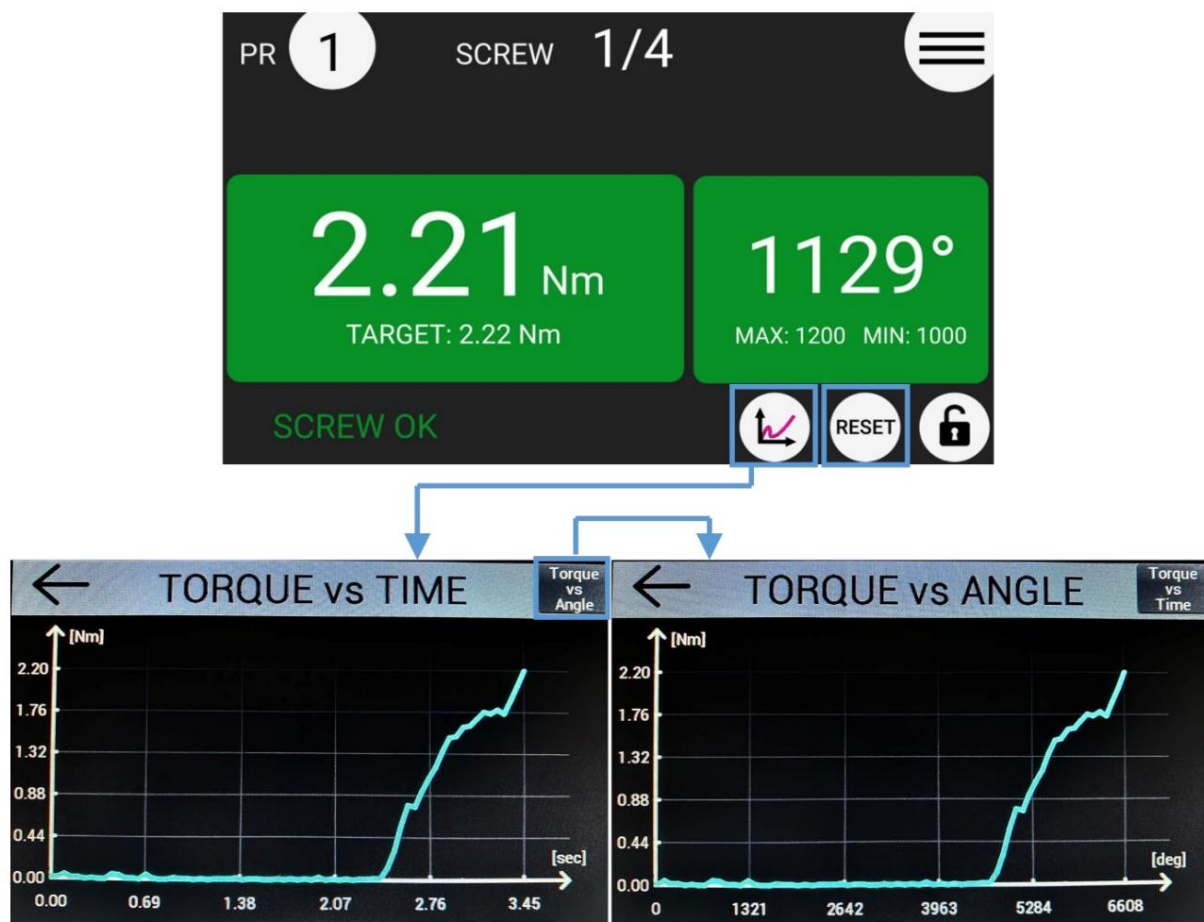 PR 1 SCREW 1/4
2.21 Nm
TARGET: 2.22 Nm
1129°
MAX: 1200 MIN: 1000
SCREW OK
RESET
TORQUE vs TIME
Torque
vs
Angle
[Nm]
2.20
1.76
1.32
0.88
0.44
0.00
[sec]
0.00 0.69 1.38 2.07 2.76 3.45
TORQUE vs ANGLE
Torque
vs
Time
[Nm]
2.20
1.76
1.32
0.88
0.44
0.00
[deg]
0 1321 2642 3963 5284 6608